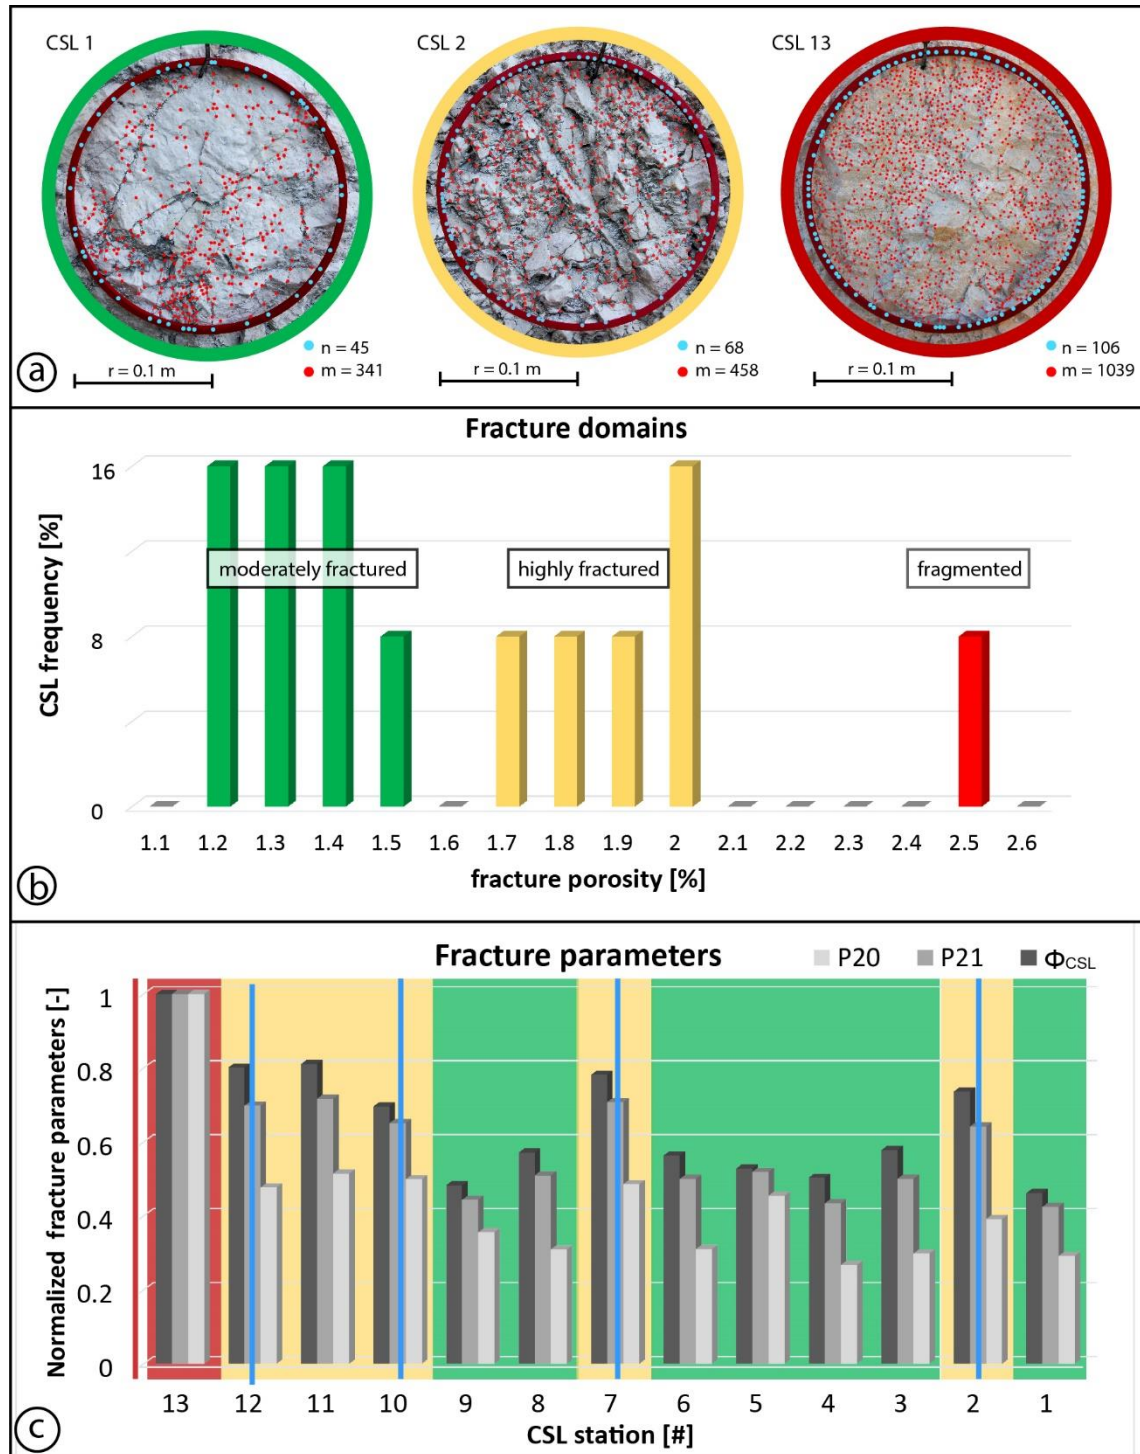 CSL 1
CSL 2
CSL 13
n = 45
m = 341
r = 0.1 m
n = 68
m = 458
r = 0.1 m
n = 106
m = 1039
r = 0.1 m
a
Fracture domains
CSL frequency [%]
16
8
0
moderately fractured
highly fractured
fragmented
1.1 1.2 1.3 1.4 1.5 1.6 1.7 1.8 1.9 2 2.1 2.2 2.3 2.4 2.5 2.6
fracture porosity [%]
b
Fracture parameters
P20 P21 ΦCSL
Normalized fracture parameters [-]
1
0.8
0.6
0.4
0.2
0
13 12 11 10 9 8 7 6 5 4 3 2 1
CSL station [#]
c